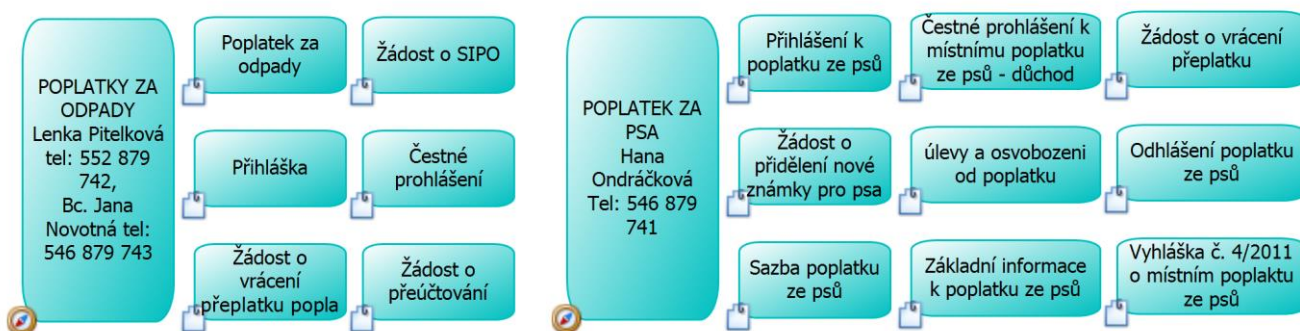 POPLATKY ZA
ODPADY
Lenka Pitelková
tel: 552 879
742,
Bc. Jana
Novotná tel:
546 879 743
Poplatek za
odpady
Žádost o SIPO
Přihláška
Čestné
prohlášení
Žádost o
vrácení
přeplatku popla
Žádost o
přeúčtování
POPLATEK ZA
PSA
Hana
Ondráčková
Tel: 546 879
741
Přihlášení k
poplatku ze psů
Čestné prohlášení k
místnímu poplatku
ze psů - důchod
Žádost o vrácení
přeplatku
Žádost o
přidělení nové
známky pro psa
úlevy a osvobozeni
od poplatku
Odhlášení poplatku
ze psů
Sazba poplatku
ze psů
Základní informace
k poplatku ze psů
Vyhláška č. 4/2011
o místním poplaktu
ze psů